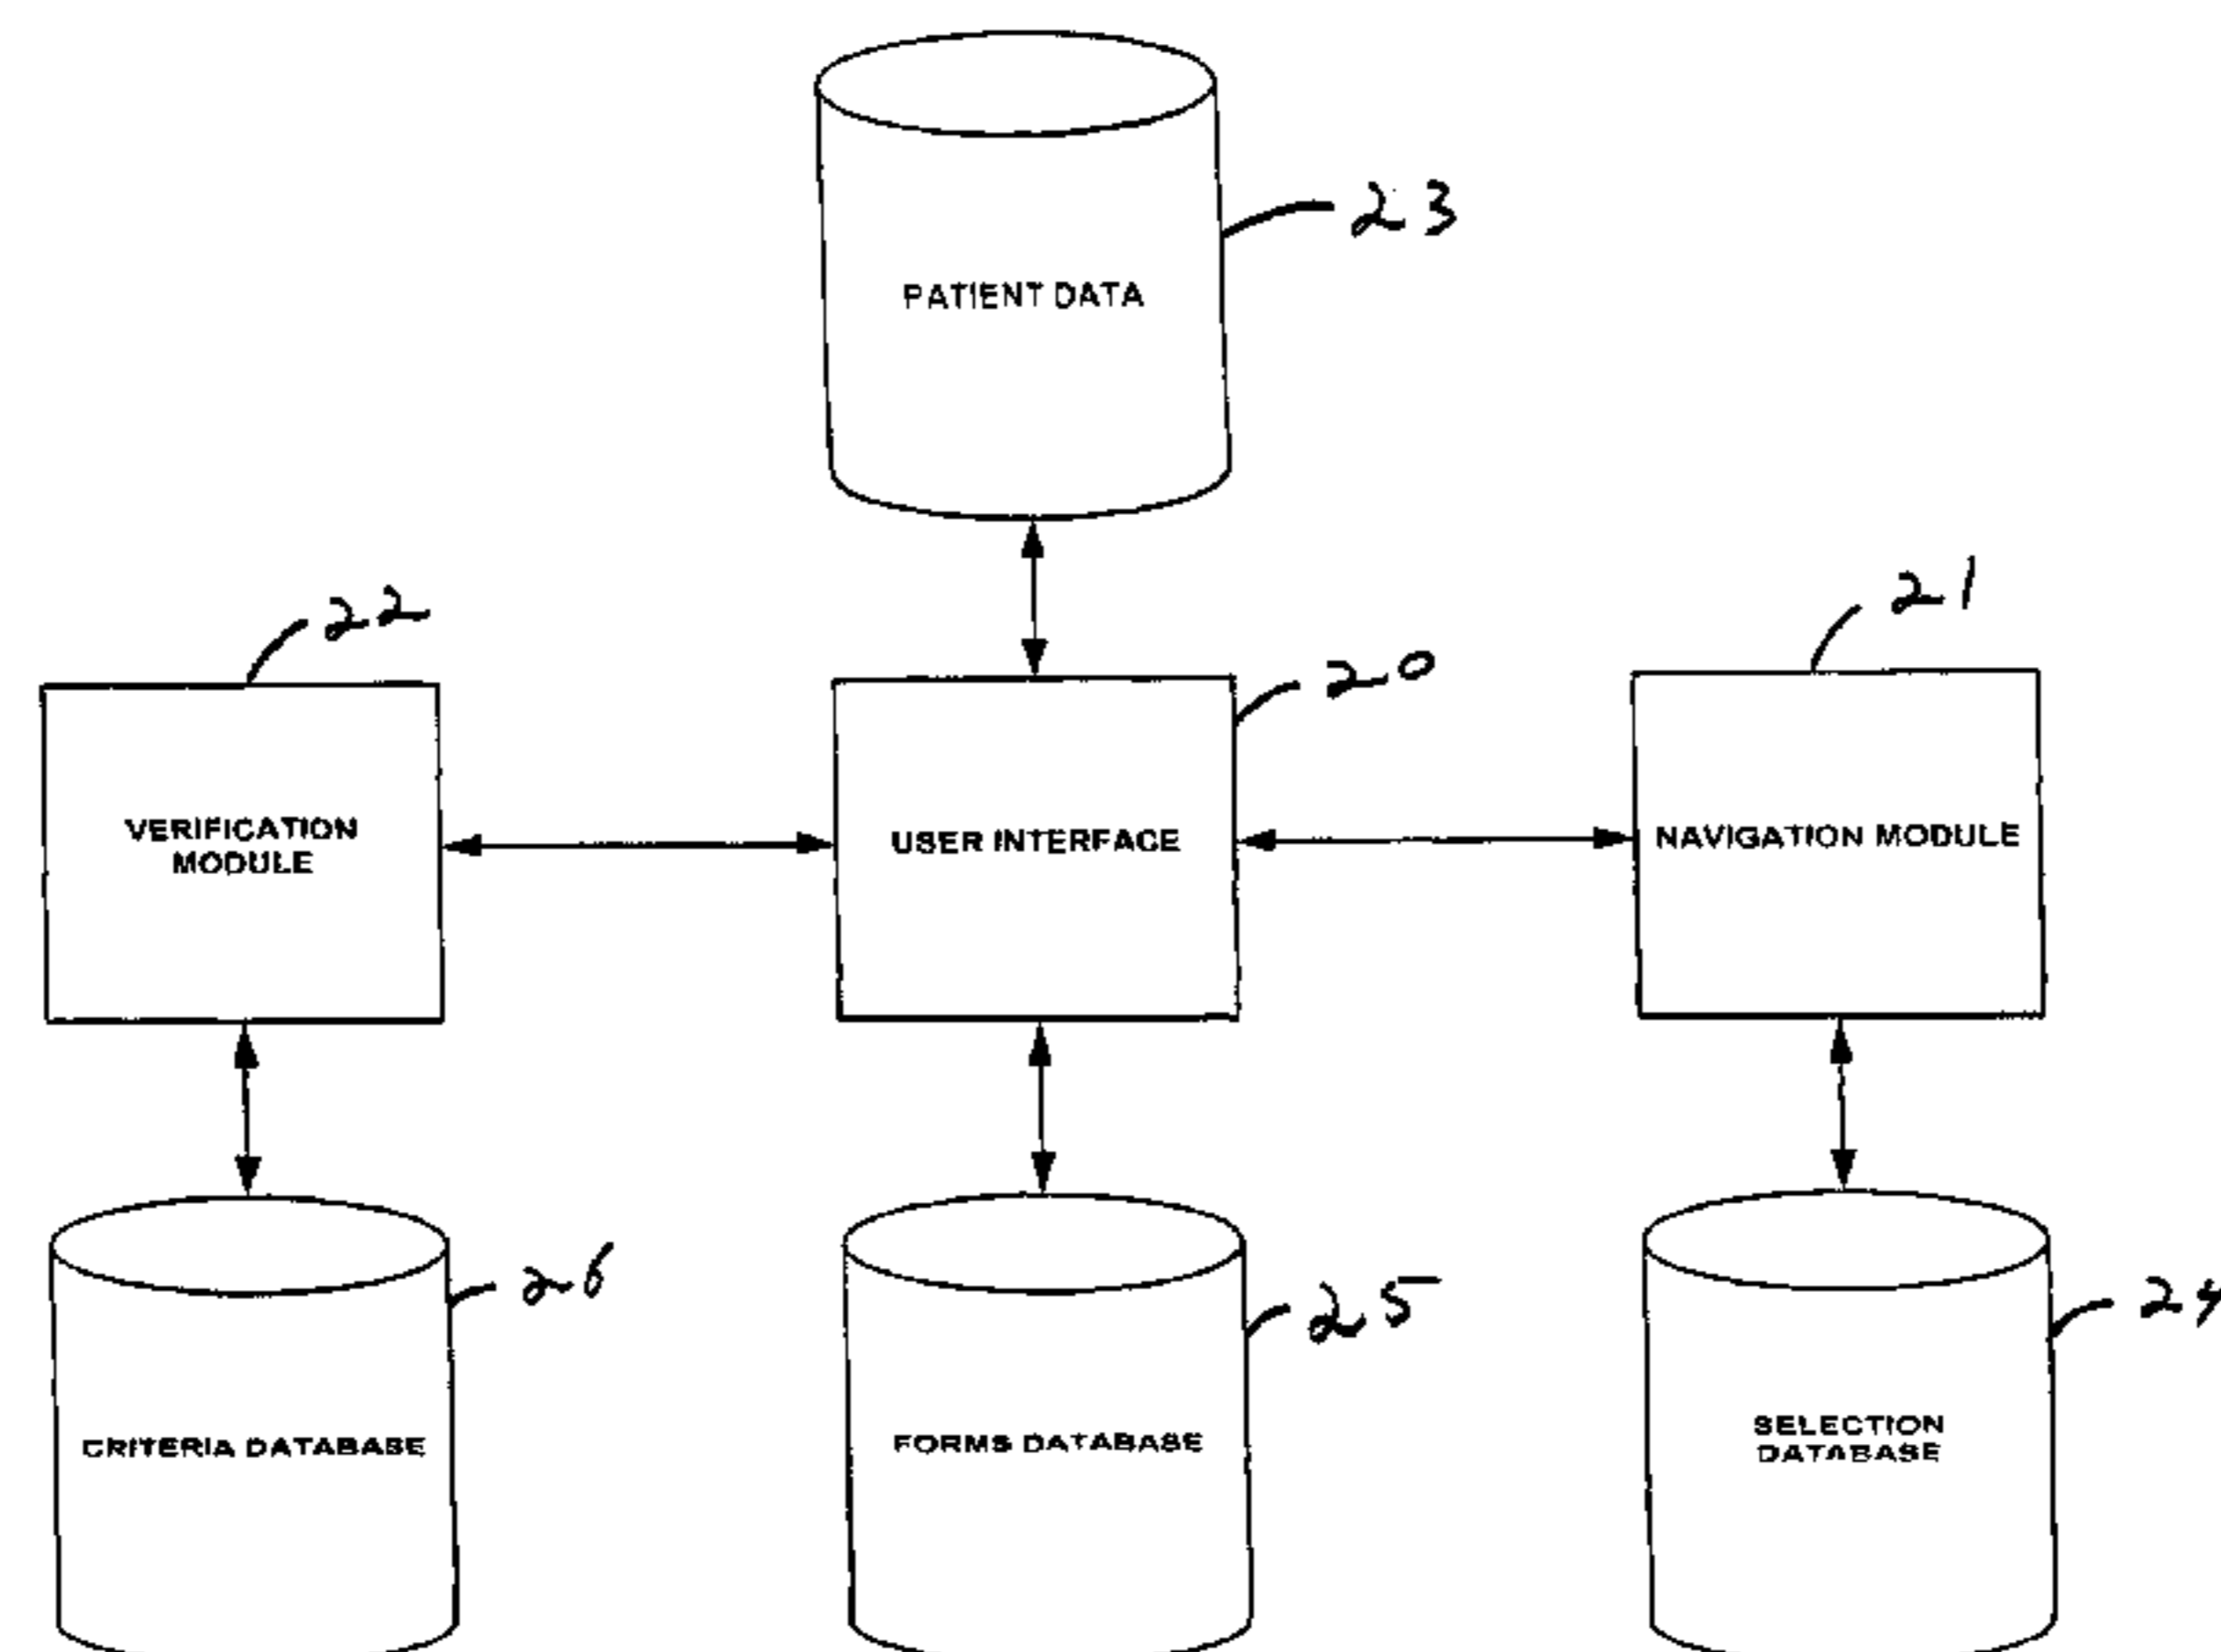 23
PATIENT DATA
22
21
20
VERIFICATION
MODULE
USER INTERFACE
NAVIGATION MODULE
26
25
24
CRITERIA DATABASE
FORMS DATABASE
SELECTION
DATABASE